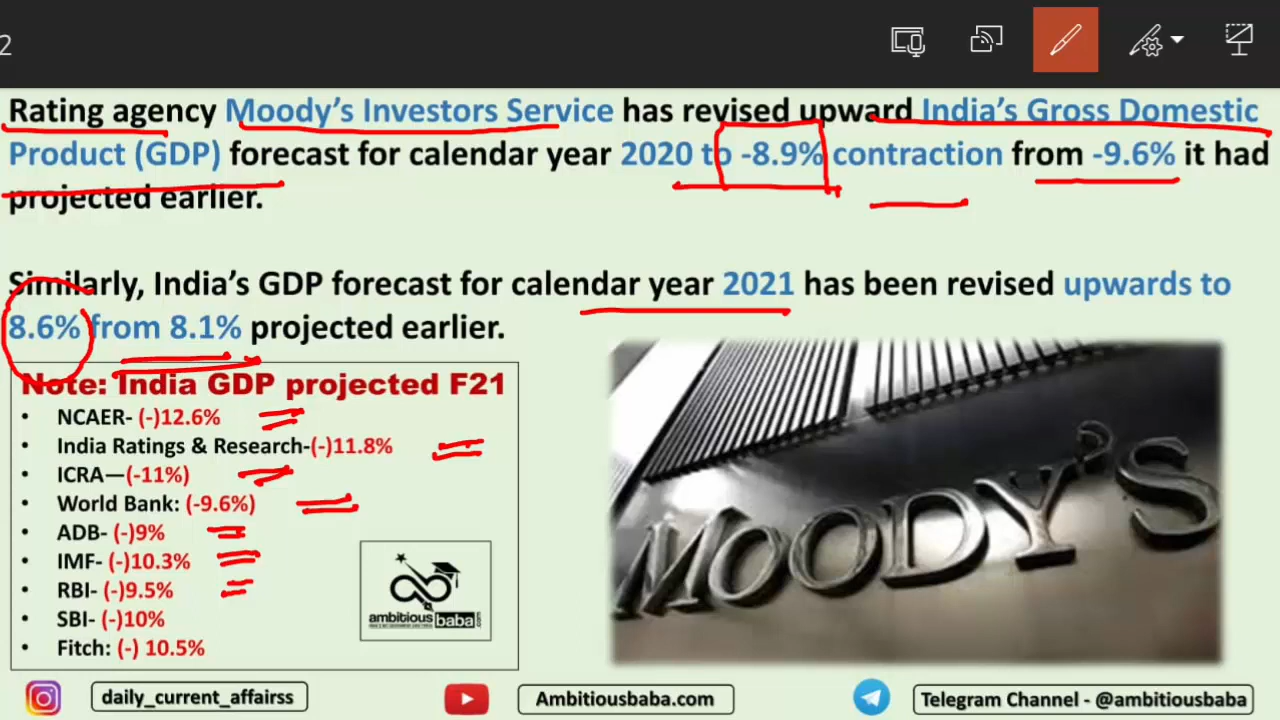 2
Rating agency Moody's Investors Service has revised upward India's Gross Domestic
Product (GDP) forecast for calendar year 2020 to -8.9% contraction from -9.6% it had
projected earlier.
Similarly, India's GDP forecast for calendar year 2021 has been revised upwards to
8.6% from 8.1% projected earlier.
Note: India GDP projected F21
• NCAER- (-)12.6%
• India Ratings & Research-(-)11.8%
• ICRA—(-11%)
• World Bank: (-9.6%)
• ADB- (-)9%
• IMF- (-)10.3%
• RBI- (-)9.5%
• SBI- (-)10%
• Fitch: (-) 10.5%
ambitiousbaba.com
MOODY'S
daily_current_affairss
Ambitiousbaba.com
Telegram Channel - @ambitiousbaba